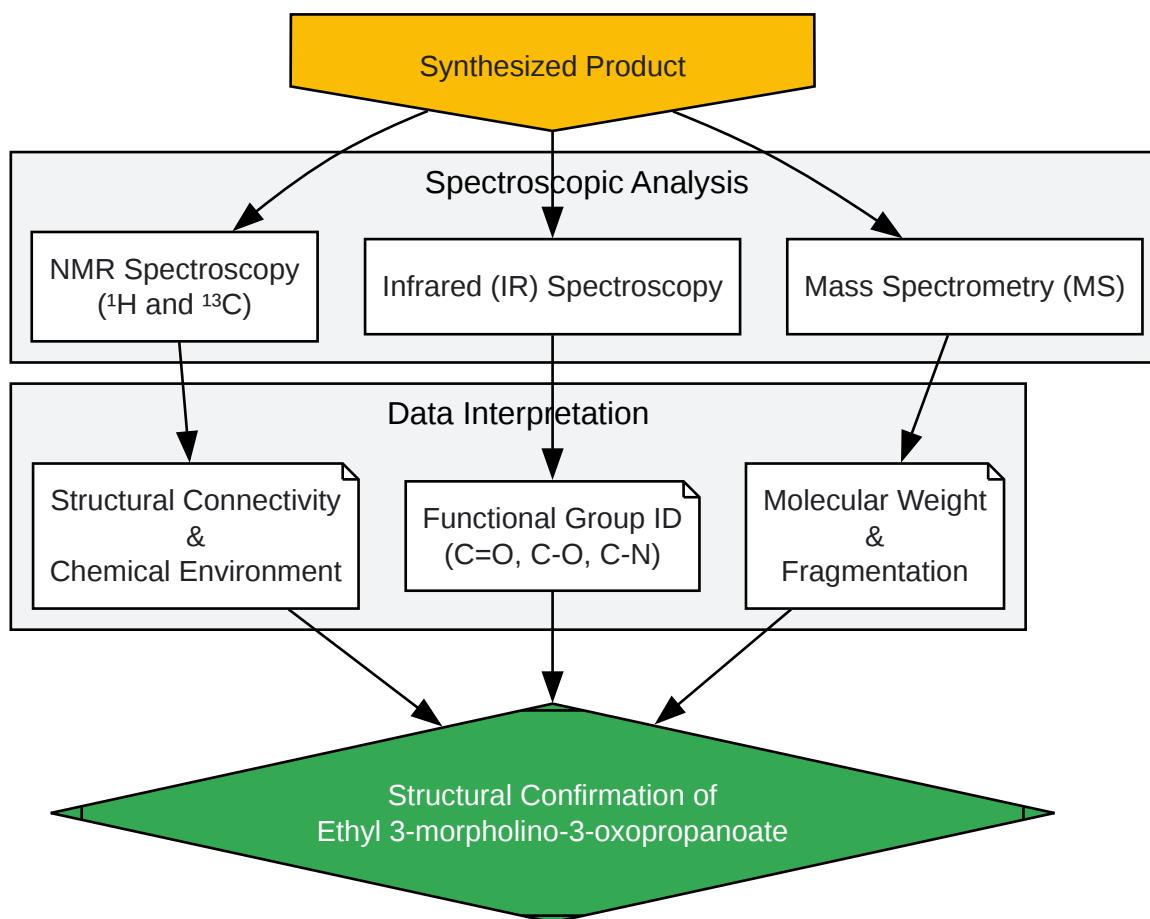 Synthesized Product
Spectroscopic Analysis
NMR Spectroscopy
(¹H and ¹³C)
Infrared (IR) Spectroscopy
Mass Spectrometry (MS)
Data Interpretation
Structural Connectivity
&
Chemical Environment
Functional Group ID
(C=O, C-O, C-N)
Molecular Weight
&
Fragmentation
Structural Confirmation of
Ethyl 3-morpholino-3-oxopropanoate